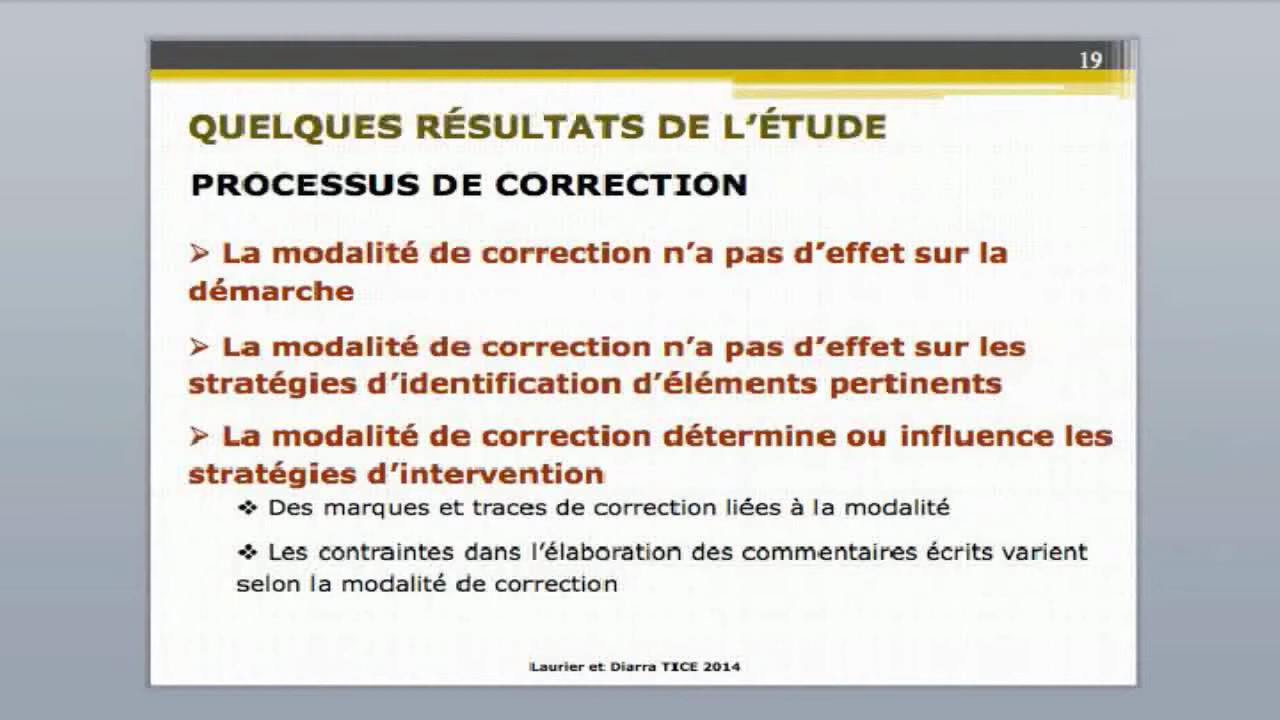 19
QUELQUES RÉSULTATS DE L’ÉTUDE
PROCESSUS DE CORRECTION
➢ La modalité de correction n’a pas d’effet sur la
démarche
➢ La modalité de correction n’a pas d’effet sur les
stratégies d’identification d’éléments pertinents
➢ La modalité de correction détermine ou influence les
stratégies d’intervention
❖ Des marques et traces de correction liées à la modalité
❖ Les contraintes dans l’élaboration des commentaires écrits varient
selon la modalité de correction
Laurier et Diarra TICE 2014